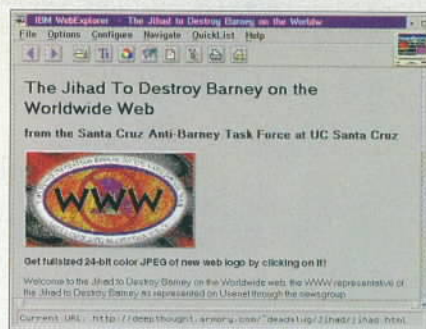 IBM WebExplorer - The Jihad to Destroy Barney on the Worldw
File Options Configure Navigate QuickList Help
The Jihad To Destroy Barney on the
Worldwide Web
from the Santa Cruz Anti-Barney Task Force at UC Santa Cruz
WWW
Get fullsized 24-bit color JPEG of new web logo by clicking on it!
Welcome to the Jihad to Destroy Barney on the Worldwide web, the WWW representative of
the Jihad to Destroy Barney as represented on Usenet through the newsgroup
Current URL: http://deepthought.armory.com/~deadslug/Jihad/jihad.html